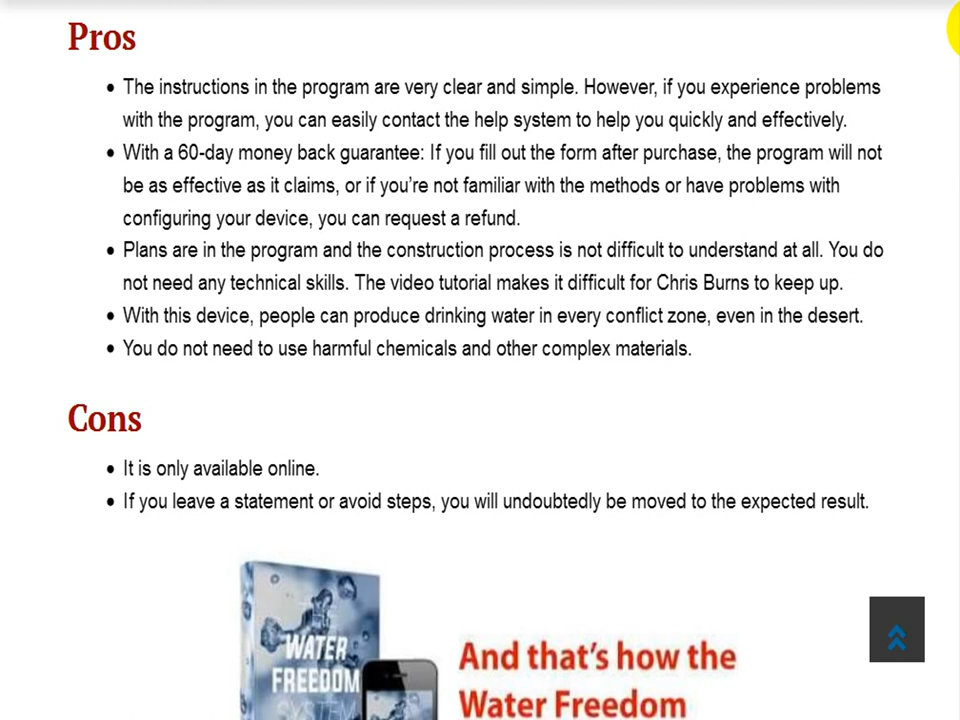 Pros
The instructions in the program are very clear and simple. However, if you experience problems
with the program, you can easily contact the help system to help you quickly and effectively.
With a 60-day money back guarantee: If you fill out the form after purchase, the program will not
be as effective as it claims, or if you're not familiar with the methods or have problems with
configuring your device, you can request a refund.
Plans are in the program and the construction process is not difficult to understand at all. You do
not need any technical skills. The video tutorial makes it difficult for Chris Burns to keep up.
With this device, people can produce drinking water in every conflict zone, even in the desert.
You do not need to use harmful chemicals and other complex materials.
Cons
It is only available online.
If you leave a statement or avoid steps, you will undoubtedly be moved to the expected result.
THE
WATER
FREEDOM
SYSTEM
And that's how the
Water Freedom